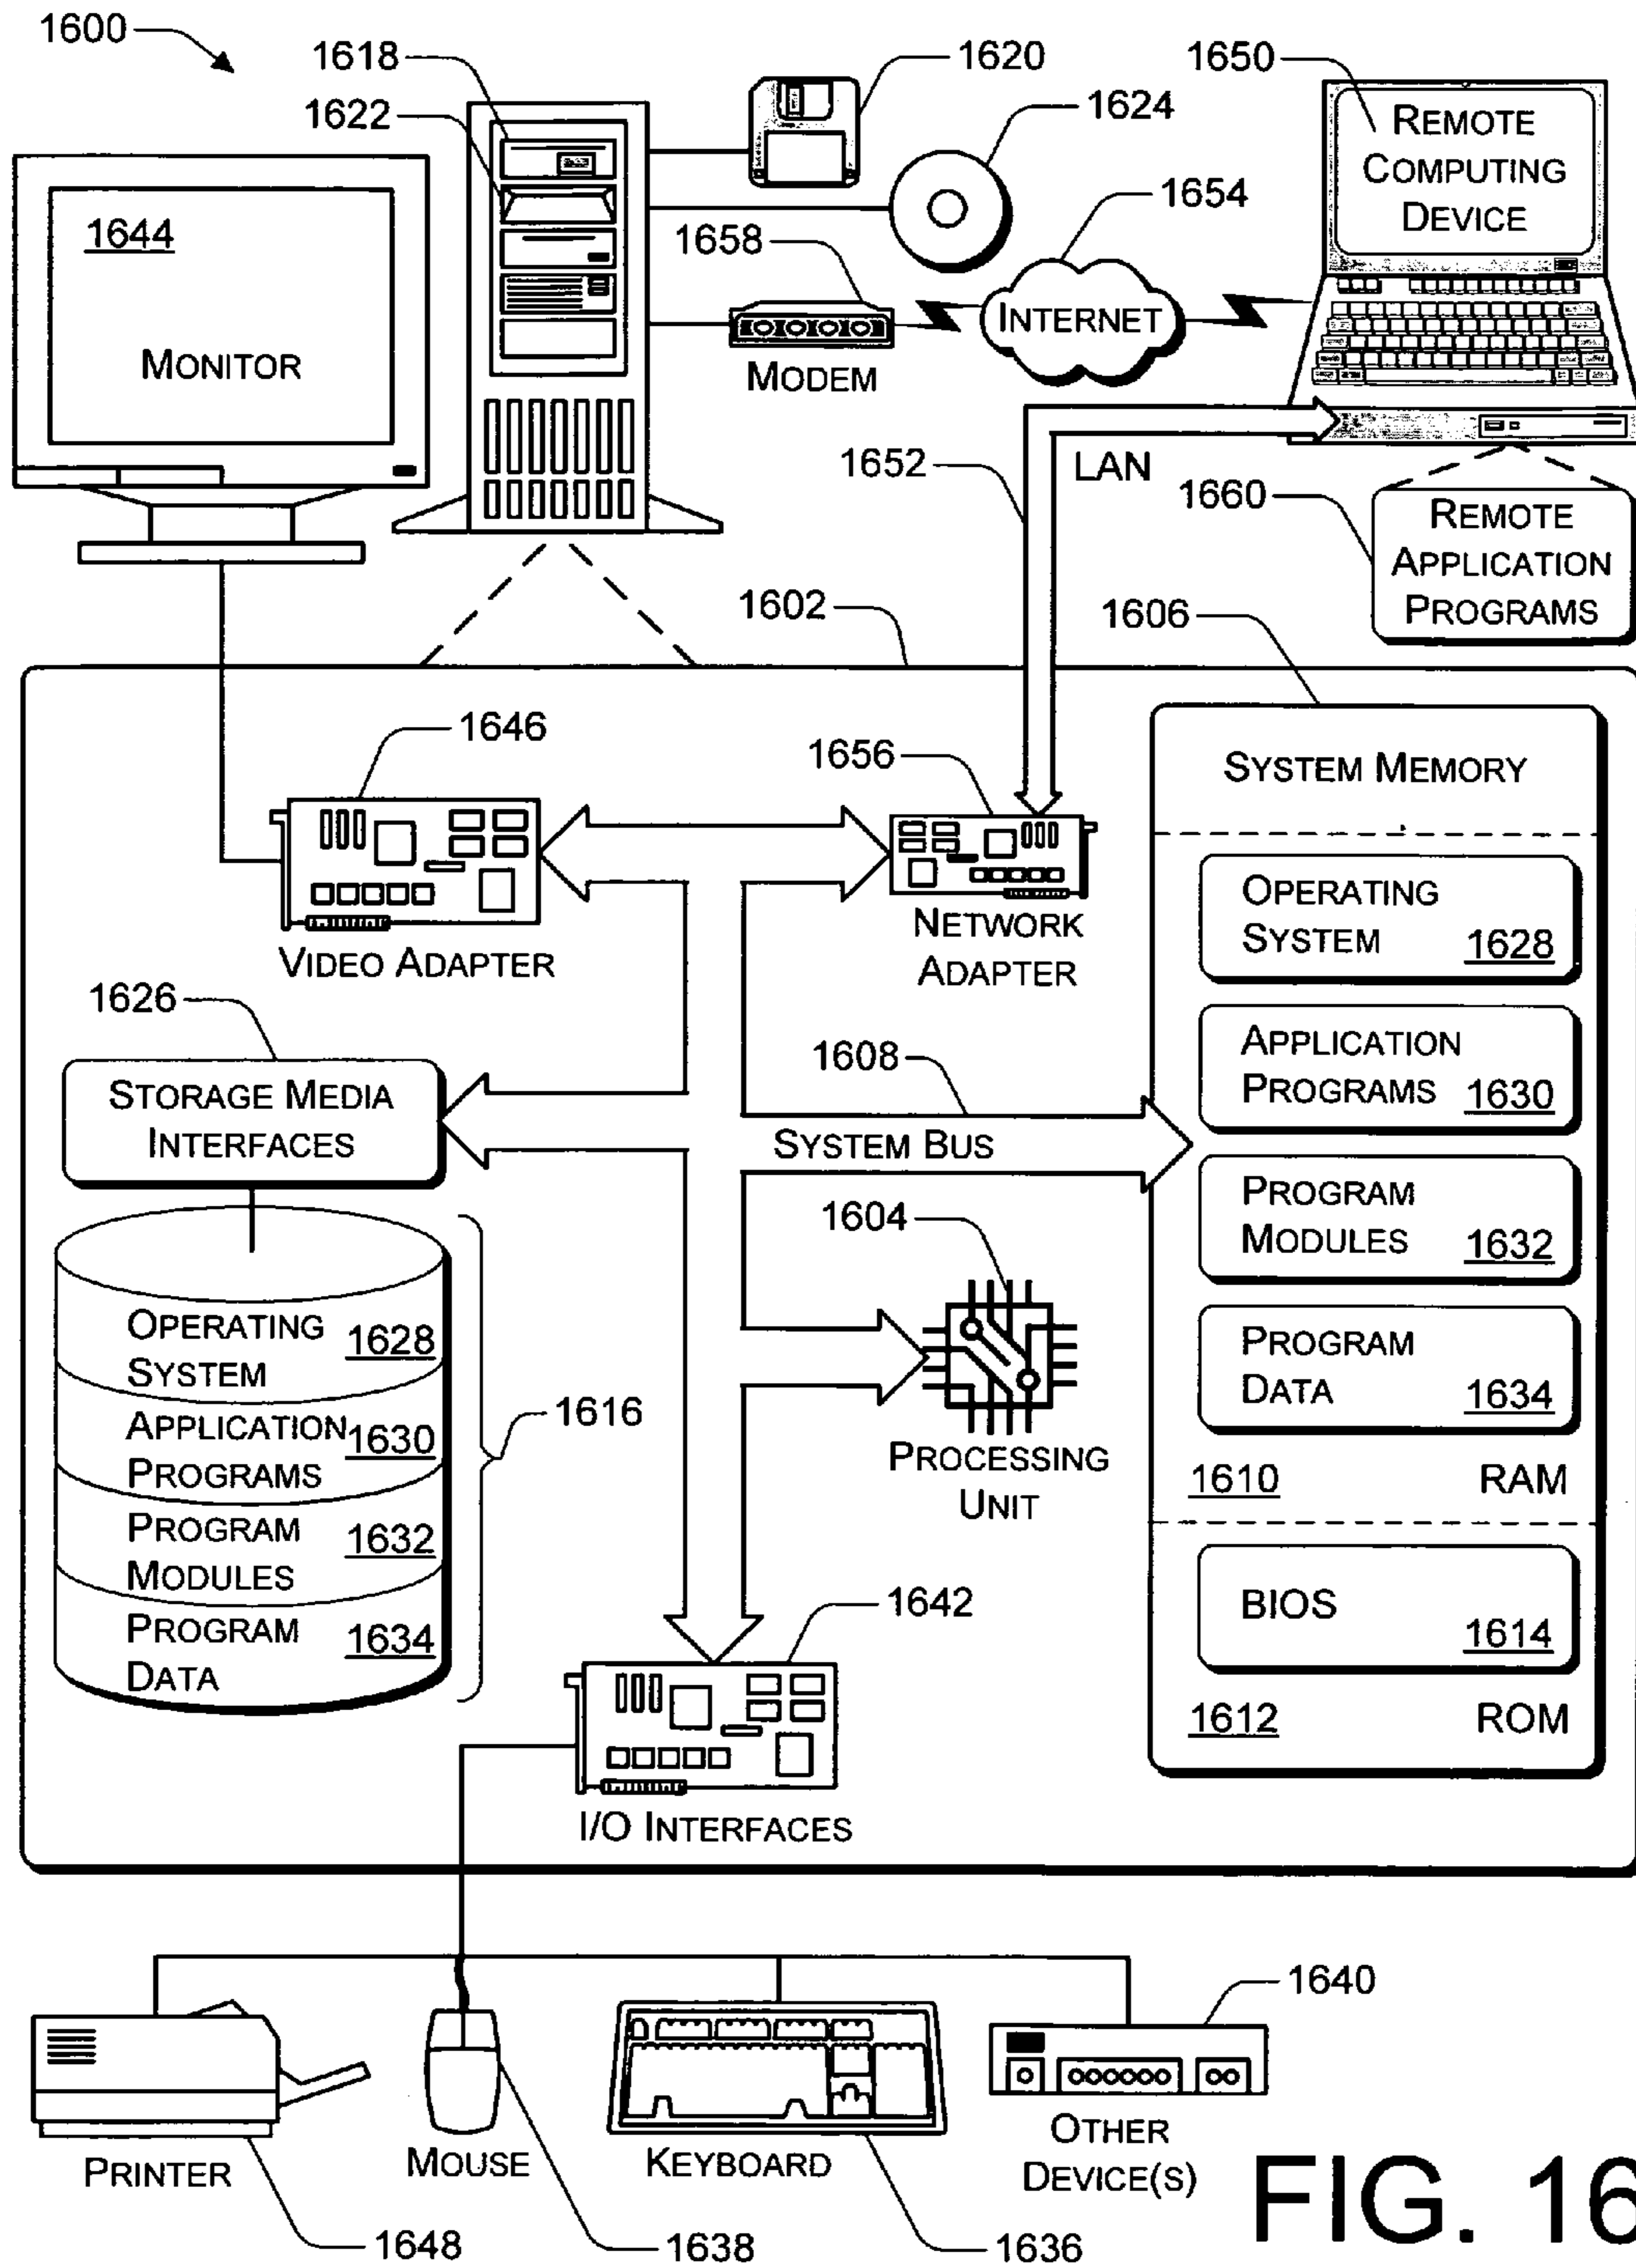 1600
1618
1620
1650
1622
1624
REMOTE
COMPUTING
DEVICE
1644
1658
1654
MONITOR
INTERNET
MODEM
1652
LAN
1660
REMOTE
APPLICATION
PROGRAMS
1602
1606
1646
1656
SYSTEM MEMORY
OPERATING
SYSTEM 1628
VIDEO ADAPTER
NETWORK
ADAPTER
1626
APPLICATION
PROGRAMS 1630
1608
STORAGE MEDIA
INTERFACES
SYSTEM BUS
PROGRAM
MODULES 1632
1604
OPERATING
SYSTEM 1628
PROGRAM
DATA 1634
APPLICATION
PROGRAMS 1630
1616
PROCESSING
UNIT
1610 RAM
PROGRAM
MODULES 1632
BIOS
1614
1642
PROGRAM
DATA 1634
1612 ROM
I/O INTERFACES
1640
PRINTER
MOUSE
KEYBOARD
OTHER
DEVICE(S)
1648
1638
1636
FIG. 16